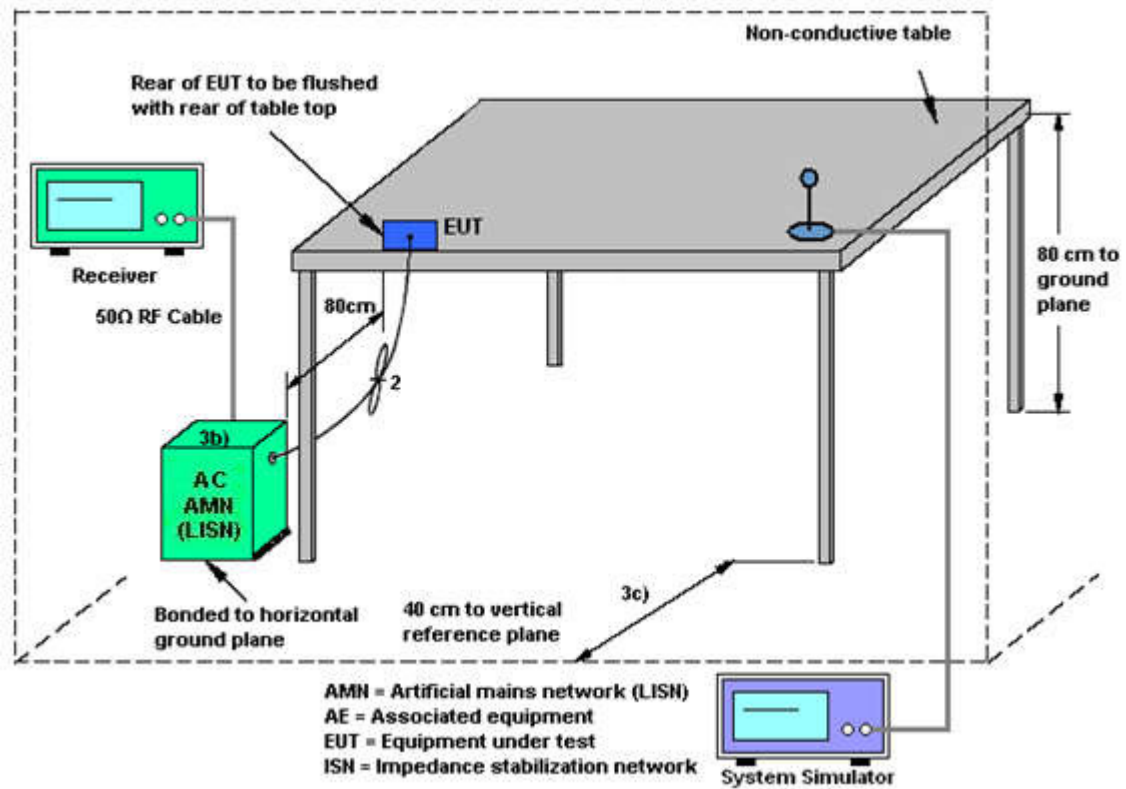 Non-conductive table
Rear of EUT to be flushed
with rear of table top
EUT
Receiver
80 cm to
ground
plane
80cm
50Ω RF Cable
2
3b)
AC
AMN
(LISN)
3c)
Bonded to horizontal
ground plane
40 cm to vertical
reference plane
AMN = Artificial mains network (LISN)
AE = Associated equipment
EUT = Equipment under test
ISN = Impedance stabilization network
System Simulator